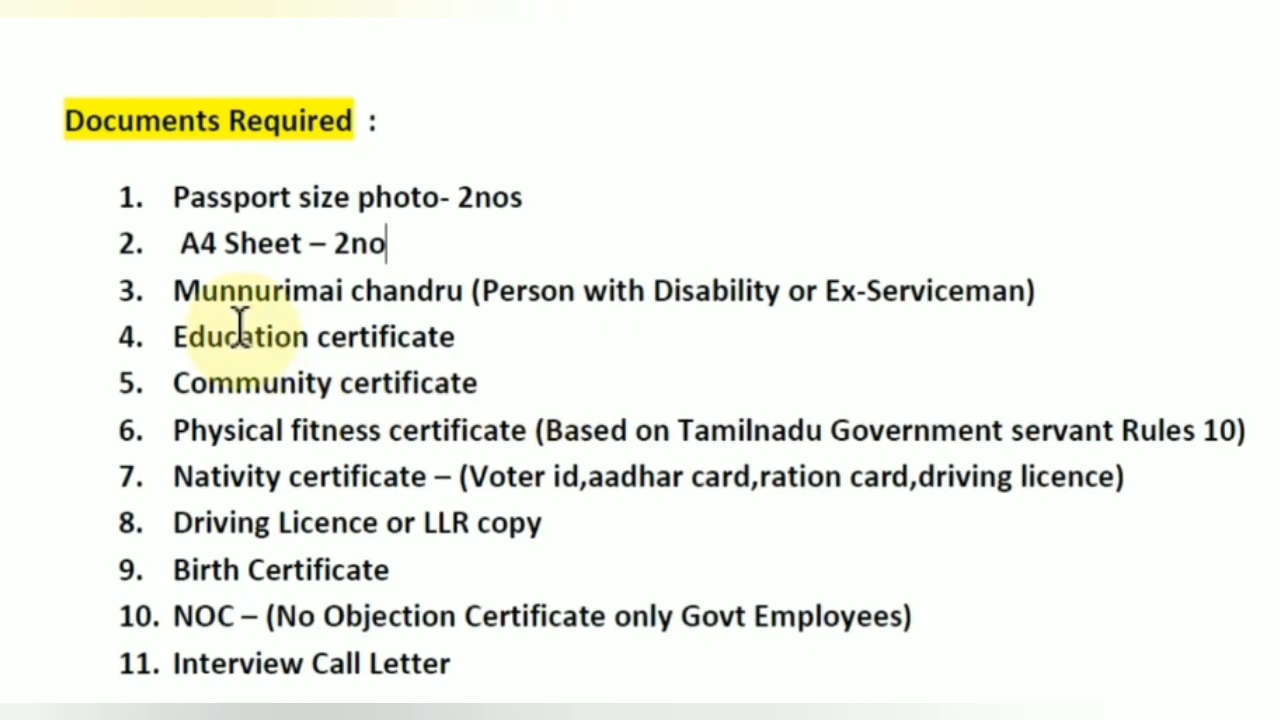 Documents Required :
1. Passport size photo- 2nos
2. A4 Sheet – 2no
3. Munnurimai chandru (Person with Disability or Ex-Serviceman)
4. Education certificate
5. Community certificate
6. Physical fitness certificate (Based on Tamilnadu Government servant Rules 10)
7. Nativity certificate – (Voter id,aadhar card,ration card,driving licence)
8. Driving Licence or LLR copy
9. Birth Certificate
10. NOC – (No Objection Certificate only Govt Employees)
11. Interview Call Letter